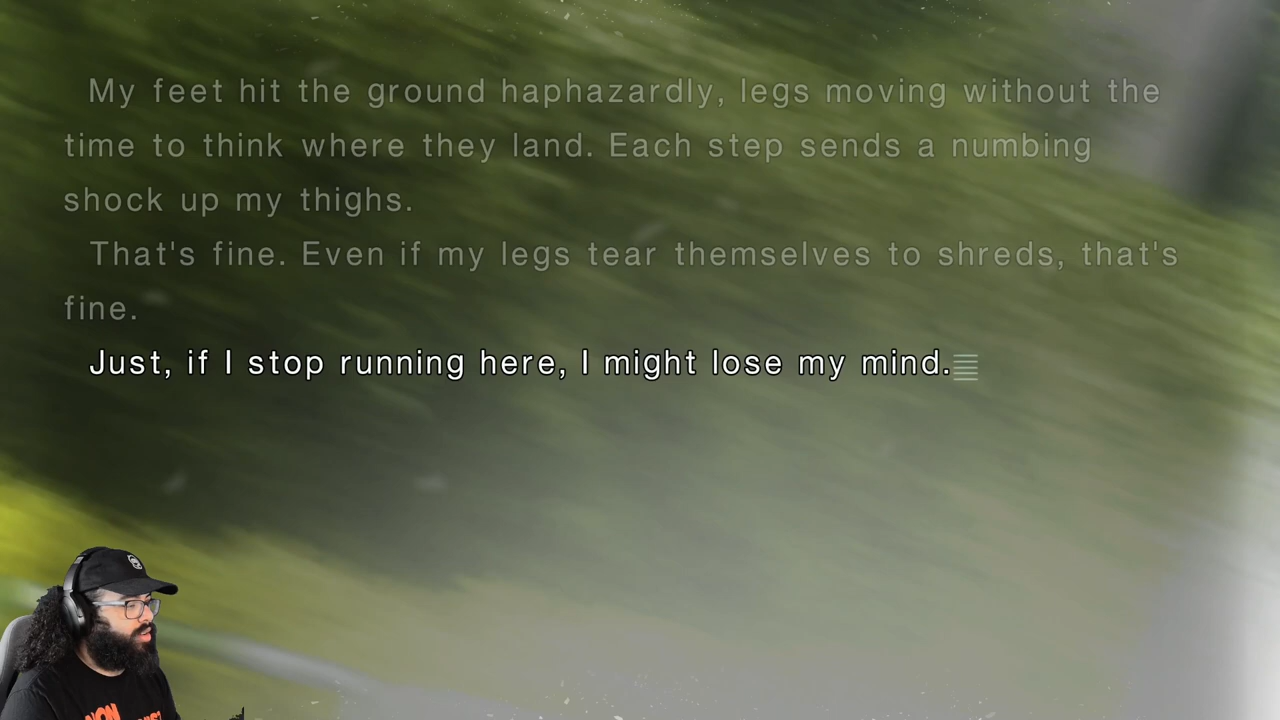 My feet hit the ground haphazardly, legs moving without the
time to think where they land. Each step sends a numbing
shock up my thighs.
That's fine. Even if my legs tear themselves to shreds, that's
fine.
Just, if I stop running here, I might lose my mind.